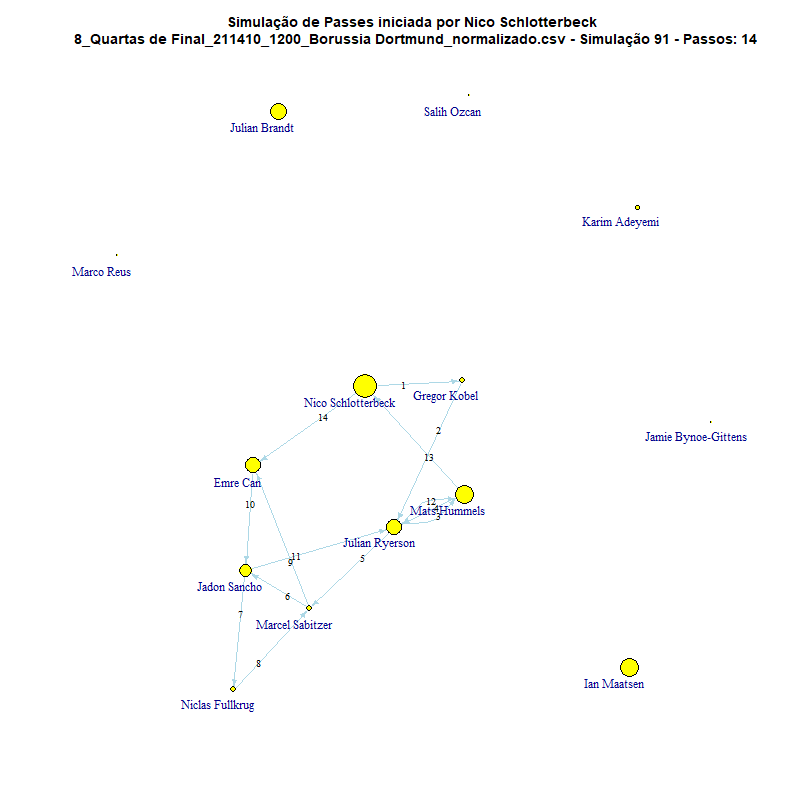 Simulação de Passes iniciada por Nico Schlotterbeck
8_Quartas de Final_211410_1200_Borussia Dortmund_normalizado.csv - Simulação 91 - Passos: 14
Salih Ozcan
Julian Brandt
Karim Adeyemi
Marco Reus
1
Gregor Kobel
Nico Schlotterbeck
14
2
Jamie Bynoe-Gittens
13
Emre Can
12
10
4
Mats Hummels
3
Julian Ryerson
11
9
5
Jadon Sancho
6
7
Marcel Sabitzer
8
Ian Maatsen
Niclas Fullkrug